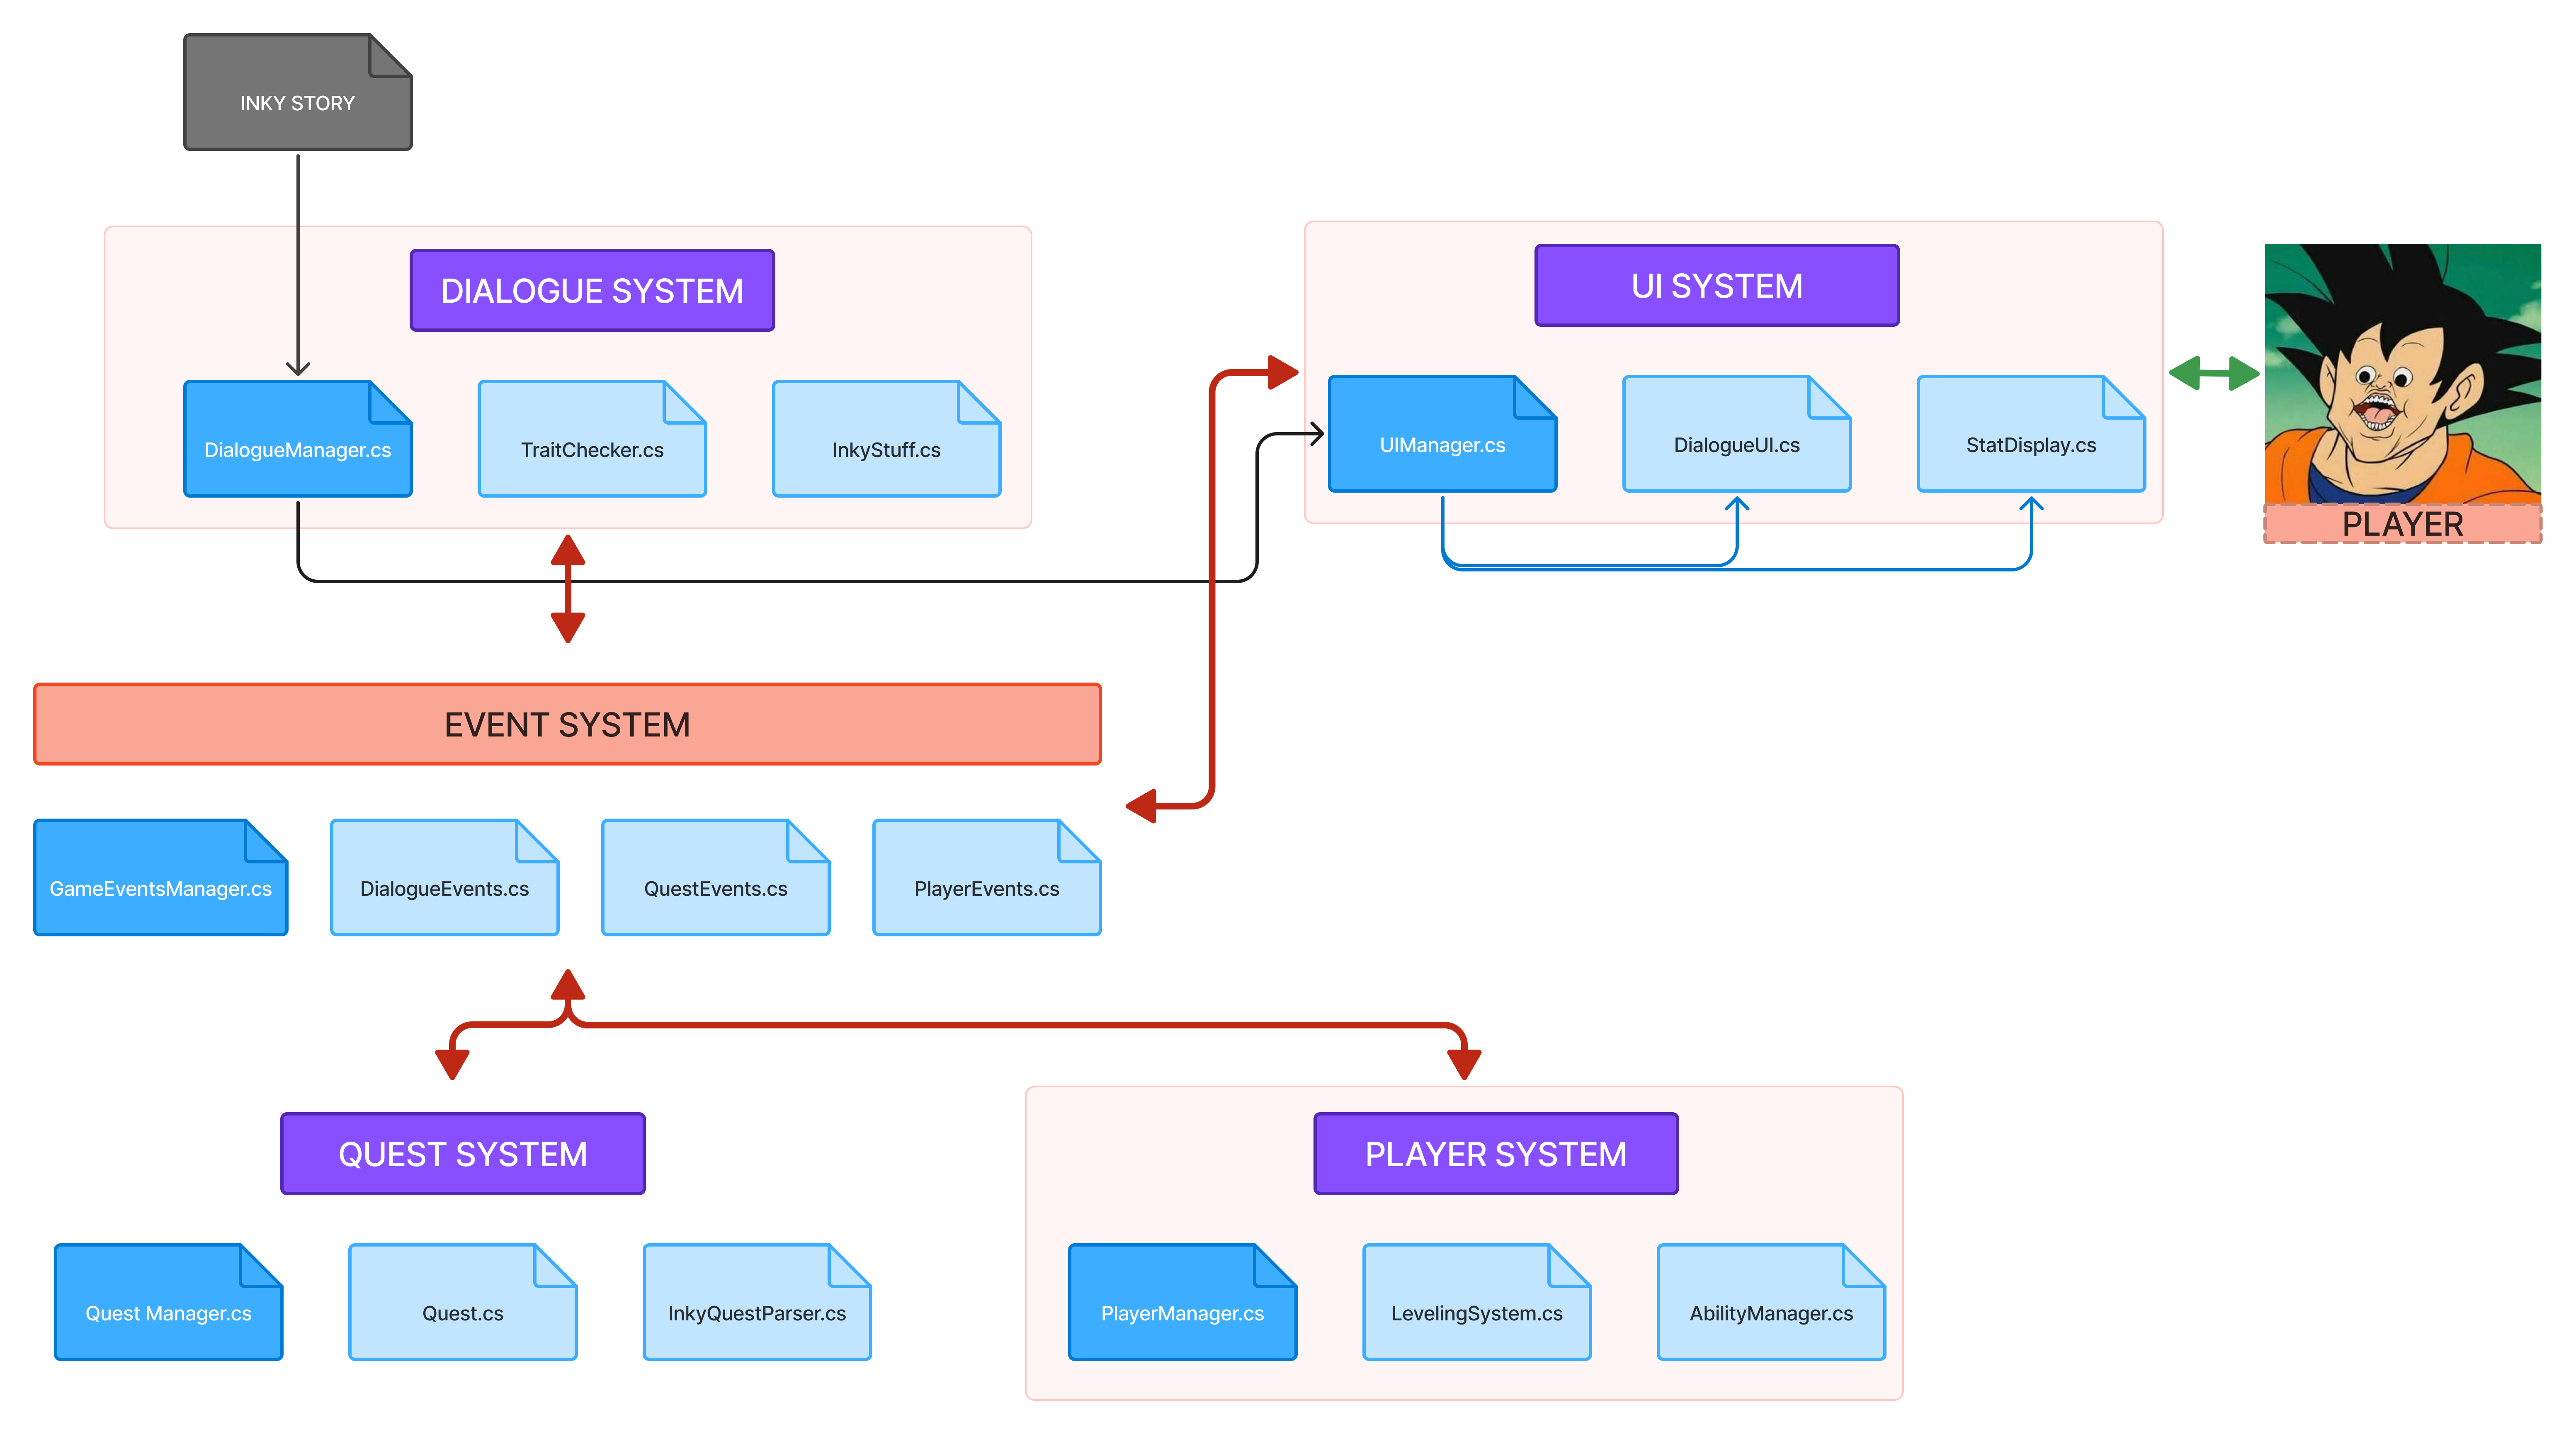 INKY STORY
DIALOGUE SYSTEM
DialogueManager.cs
TraitChecker.cs
InkyStuff.cs
UI SYSTEM
UIManager.cs
DialogueUI.cs
StatDisplay.cs
PLAYER
EVENT SYSTEM
GameEventsManager.cs
DialogueEvents.cs
QuestEvents.cs
PlayerEvents.cs
QUEST SYSTEM
Quest Manager.cs
Quest.cs
InkyQuestParser.cs
PLAYER SYSTEM
PlayerManager.cs
LevelingSystem.cs
AbilityManager.cs